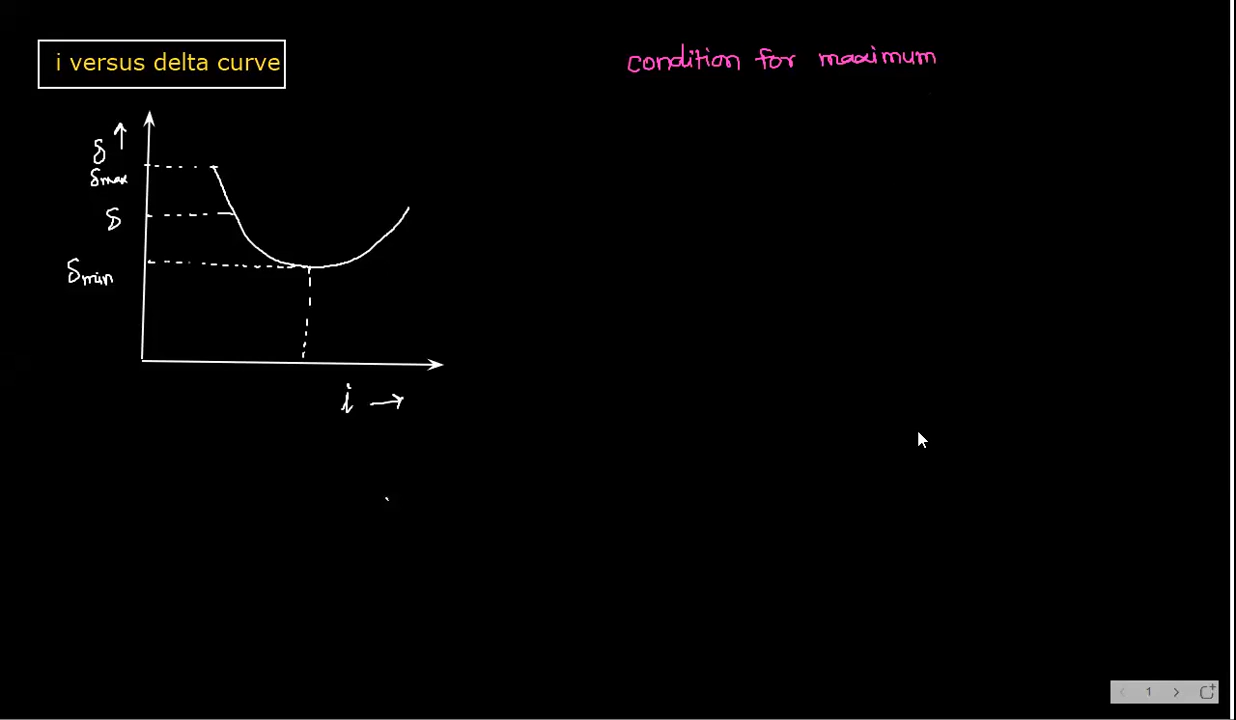 i versus delta curve
condition for maximum
δ ↑
δmax
δ
δmin
i →
1